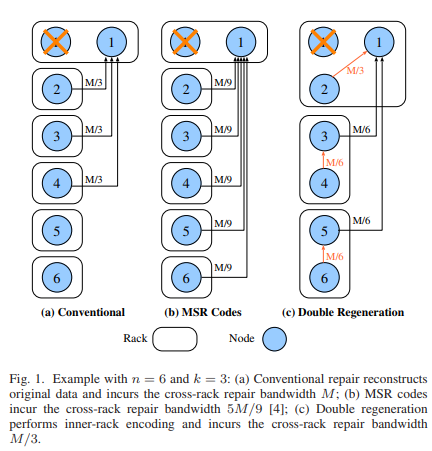 1 1 1
2 M/3 2 M/9 2 M/3
3 M/3 3 M/9 3 M/6
4 M/3 4 M/9 4 M/6
5 5 M/9 5 M/6
6 6 M/9 6 M/6
(a) Conventional (b) MSR Codes (c) Double Regeneration
Rack Node
Fig. 1. Example with n = 6 and k = 3: (a) Conventional repair reconstructs
original data and incurs the cross-rack repair bandwidth M; (b) MSR codes
incur the cross-rack repair bandwidth 5M/9 [4]; (c) Double regeneration
performs inner-rack encoding and incurs the cross-rack repair bandwidth
M/3.